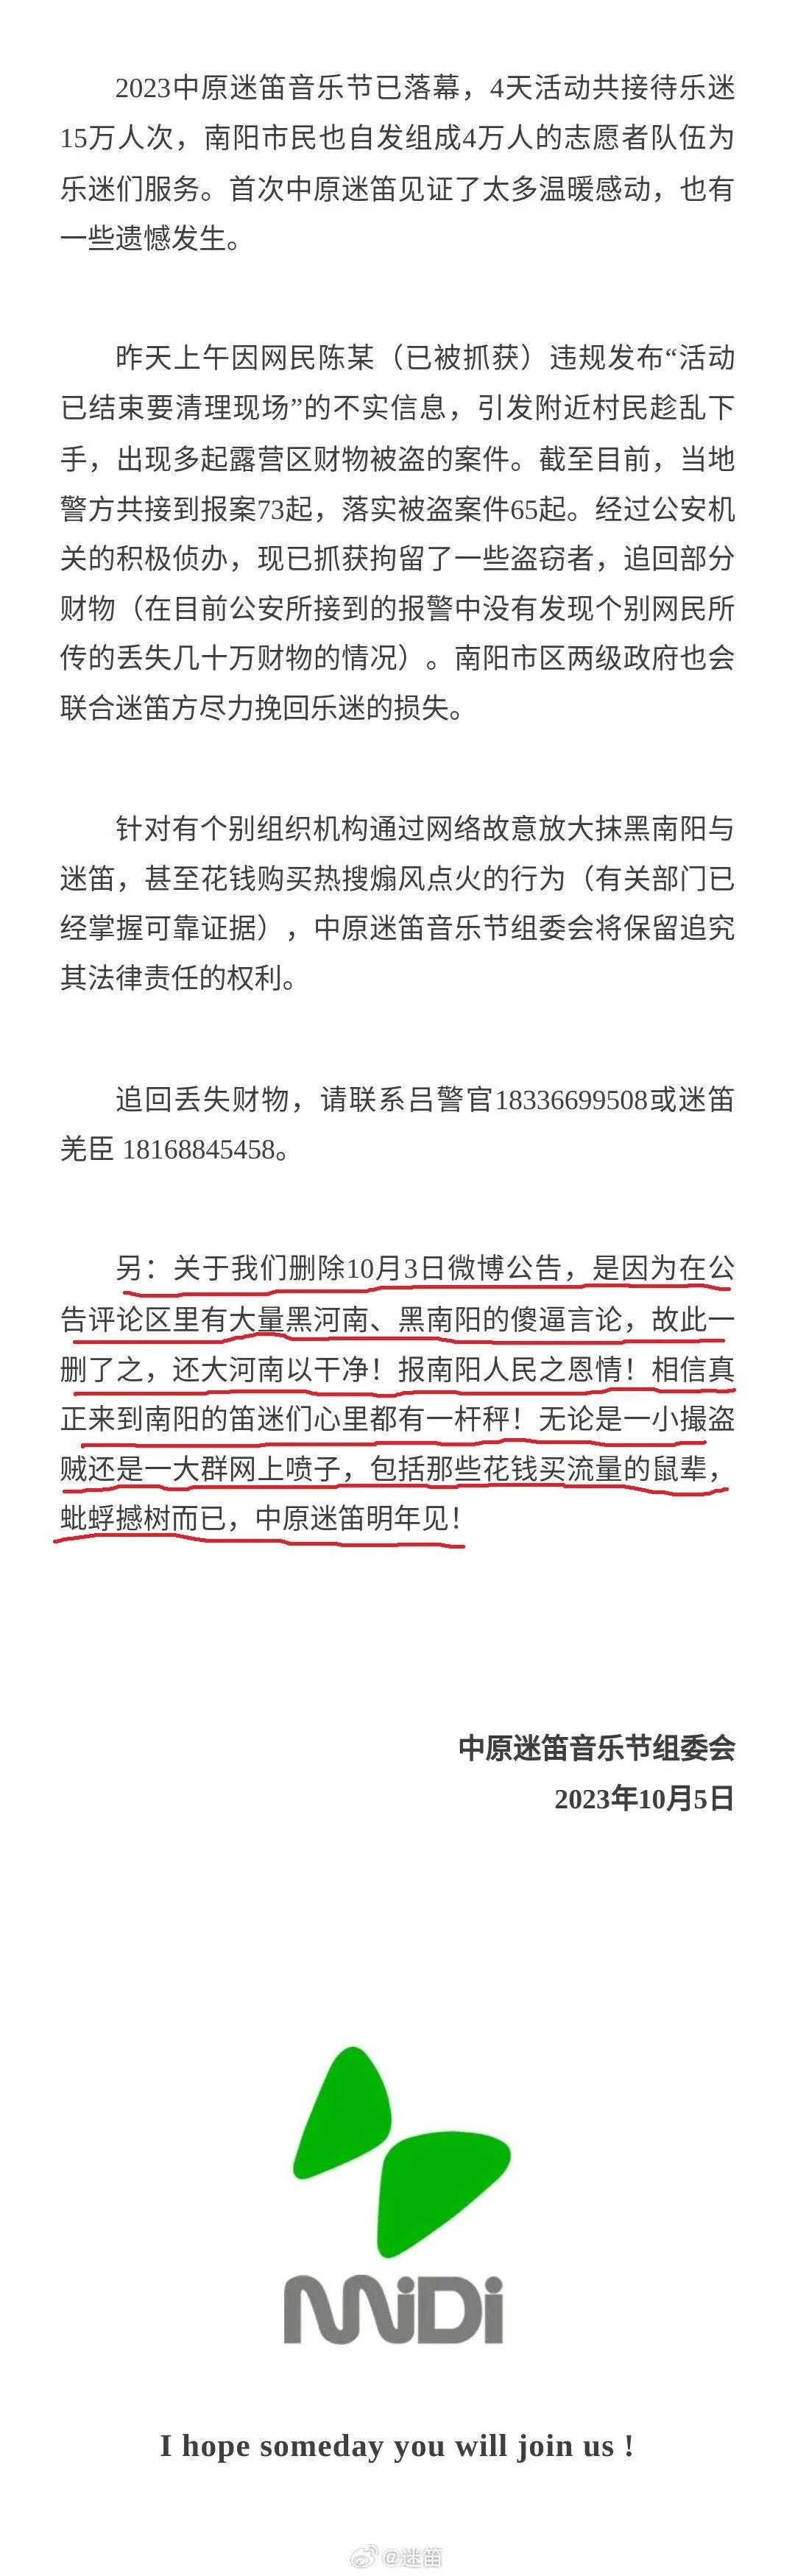 2023中原迷笛音乐节已落幕，4天活动共接待乐迷
15万人次，南阳市民也自发组成4万人的志愿者队伍为
乐迷们服务。首次中原迷笛见证了太多温暖感动，也有
一些遗憾发生。
昨天上午因网民陈某（已被抓获）违规发布“活动
已结束要清理现场”的不实信息，引发附近村民趁乱下
手，出现多起露营区财物被盗的案件。截至目前，当地
警方共接到报案73起，落实被盗案件65起。经过公安机
关的积极侦办，现已抓获拘留了一些盗窃者，追回部分
财物（在目前公安所接到的报警中没有发现个别网民所
传的丢失几十万财物的情况）。南阳市区两级政府也会
联合迷笛方尽力挽回乐迷的损失。
针对有个别组织机构通过网络故意放大抹黑南阳与
迷笛，甚至花钱购买热搜煽风点火的行为（有关部门已
经掌握可靠证据），中原迷笛音乐节组委会将保留追究
其法律责任的权利。
追回丢失财物，请联系吕警官18336699508或迷笛
羌臣 18168845458。
另：关于我们删除10月3日微博公告，是因为在公
告评论区里有大量黑河南、黑南阳的傻逼言论，故此一
删了之，还大河南以干净！报南阳人民之恩情！相信真
正来到南阳的笛迷们心里都有一杆秤！无论是一小撮盗
贼还是一大群网上喷子，包括那些花钱买流量的鼠辈，
蚍蜉撼树而已，中原迷笛明年见！
中原迷笛音乐节组委会
2023年10月5日
MiDi
I hope someday you will join us !
@迷笛